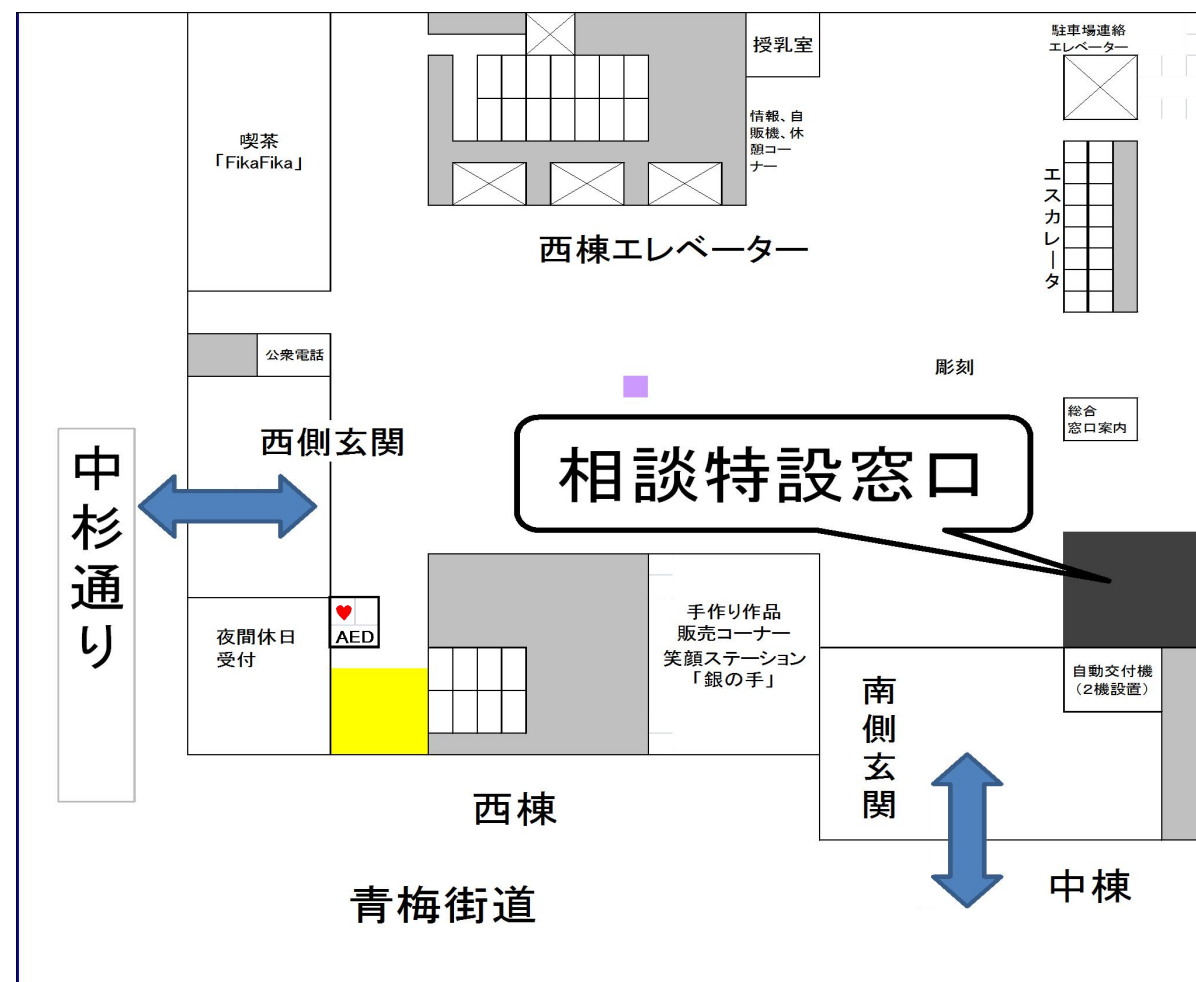 授乳室
駐車場連絡
エレベーター
喫茶
「FikaFika」
情報、自
販機、休
憩コー
ナー
エスカレータ
西棟エレベーター
公衆電話
彫刻
総合
窓口案内
西側玄関
相談特設窓口
中杉通り
夜間休日
受付
AED
手作り作品
販売コーナー
笑顔ステーション
「銀の手」
南側玄関
自動交付機
（2機設置）
西棟
中棟
青梅街道